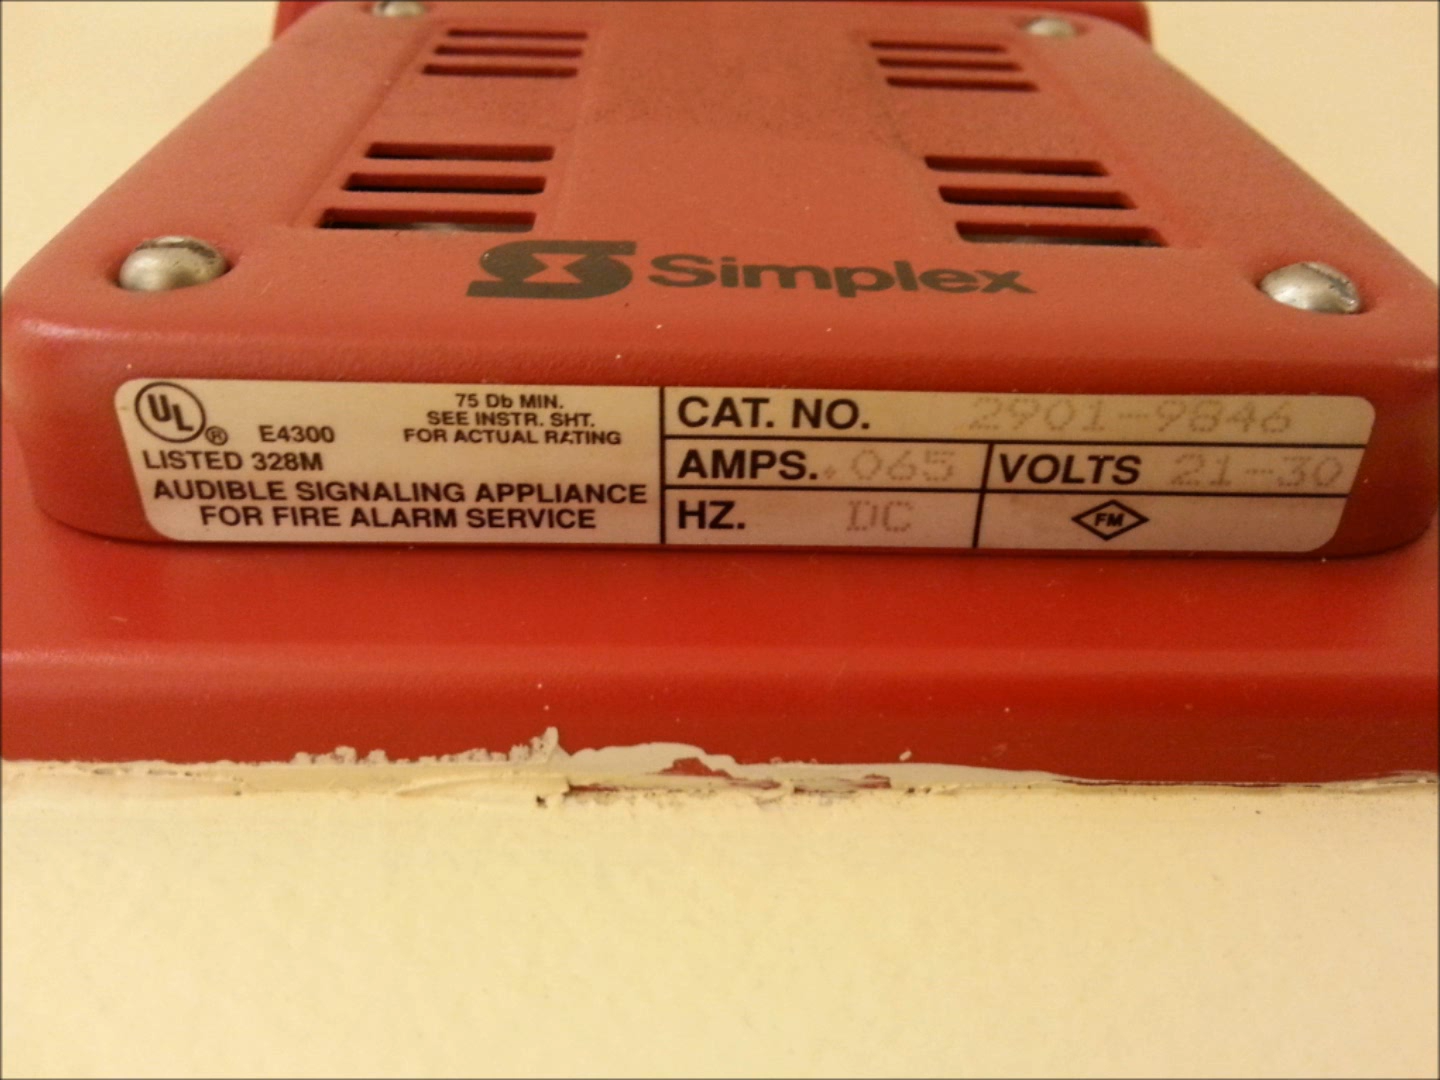 Simplex
UL ® E4300
75 Db MIN.
SEE INSTR. SHT.
FOR ACTUAL RATING
LISTED 328M
AUDIBLE SIGNALING APPLIANCE
FOR FIRE ALARM SERVICE
CAT. NO. 2901-9846
AMPS. .065 VOLTS 21-30
HZ. DC FM